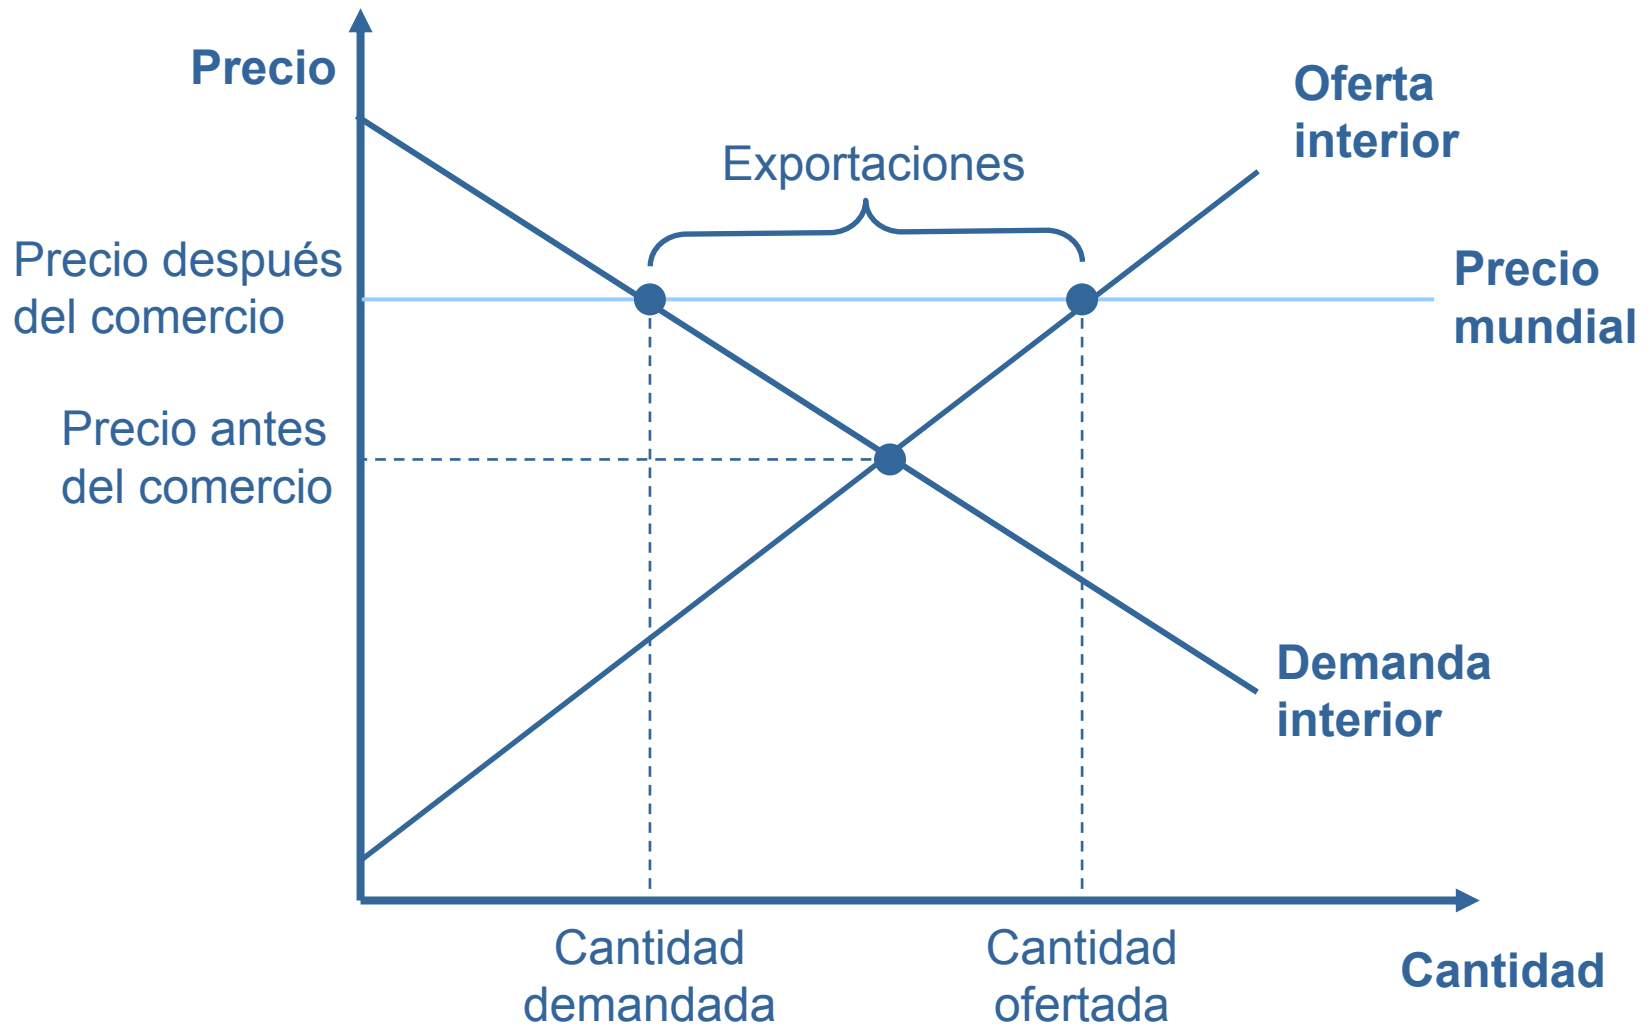 Precio
Oferta
interior
Exportaciones
Precio después
del comercio
Precio
mundial
Precio antes
del comercio
Demanda
interior
Cantidad
demandada
Cantidad
ofertada
Cantidad